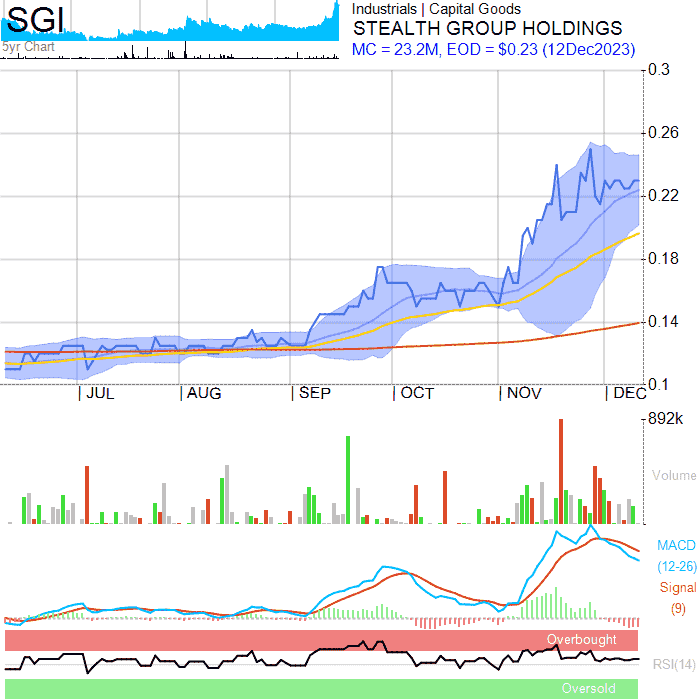 SGI
5yr Chart
Industrials | Capital Goods
STEALTH GROUP HOLDINGS
MC = 23.2M, EOD = $0.23 (12Dec2023)
0.3
0.26
0.22
0.18
0.14
0.1
| JUL | AUG | SEP | OCT | NOV | DEC
892k
Volume
MACD
(12-26)
Signal
(9)
Overbought
RSI(14)
Oversold